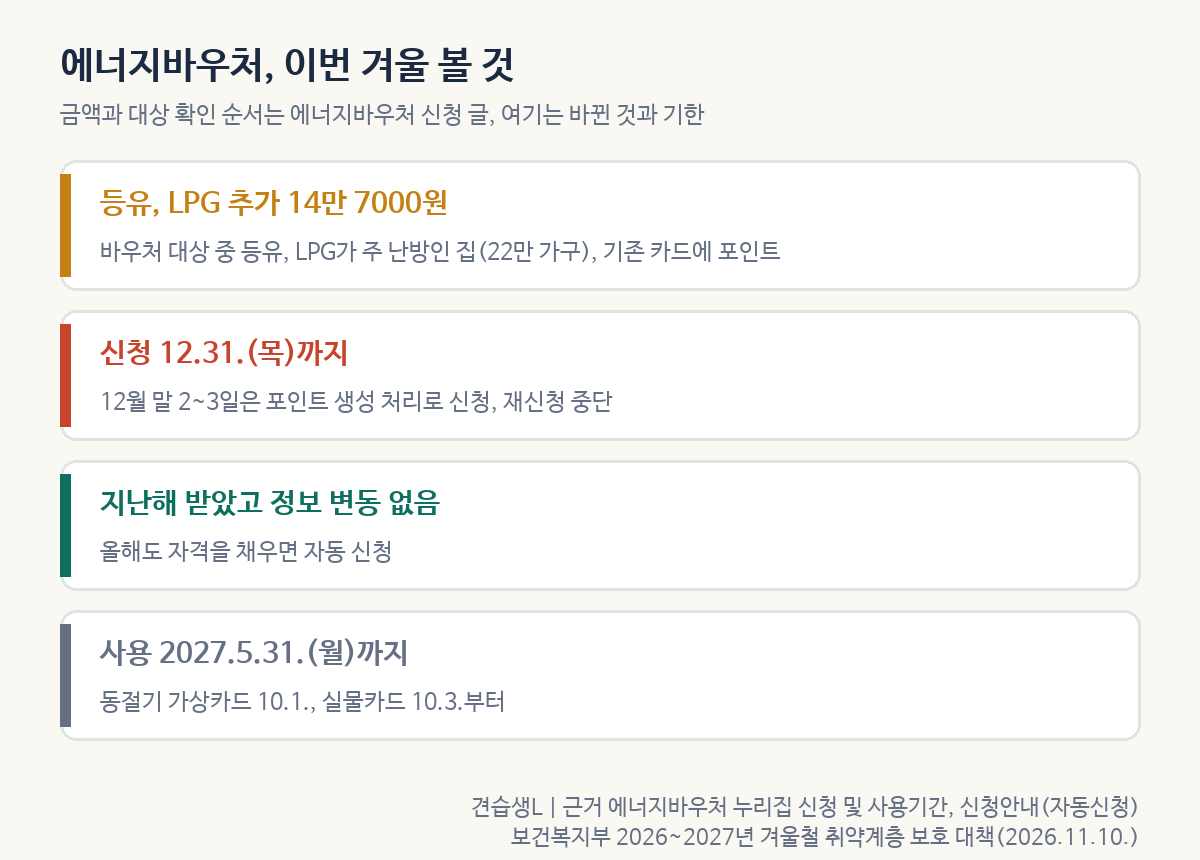 에너지바우처, 이번 겨울 볼 것
금액과 대상 확인 순서는 에너지바우처 신청 글, 여기는 바뀐 것과 기한
등유, LPG 추가 14만 7000원
바우처 대상 중 등유, LPG가 주 난방인 집(22만 가구), 기존 카드에 포인트
신청 12.31.(목)까지
12월 말 2~3일은 포인트 생성 처리로 신청, 재신청 중단
지난해 받았고 정보 변동 없음
올해도 자격을 채우면 자동 신청
사용 2027.5.31.(월)까지
동절기 가상카드 10.1., 실물카드 10.3.부터
견습생L | 근거 에너지바우처 누리집 신청 및 사용기간, 신청안내(자동신청)
보건복지부 2026~2027년 겨울철 취약계층 보호 대책(2026.11.10.)